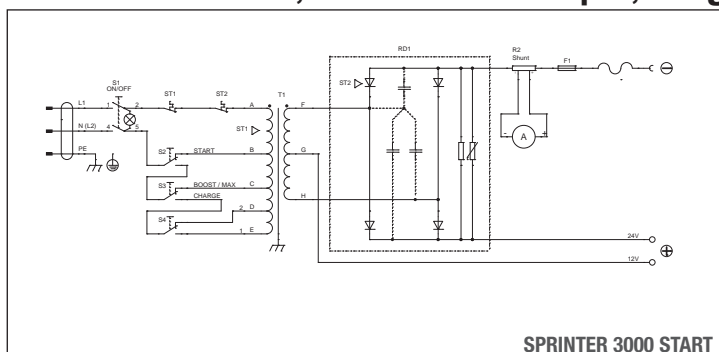 RD1
R2
Shunt
F1
S1
ON/OFF
ST1
ST2
T1
ST2
L1
1
2
A
F
N (L2)
4
5
ST1
- A +
PE
S2
START
B
G
S3
BOOST / MAX
C
CHARGE
H
2
D
S4
1
E
24V
12V
SPRINTER 3000 START